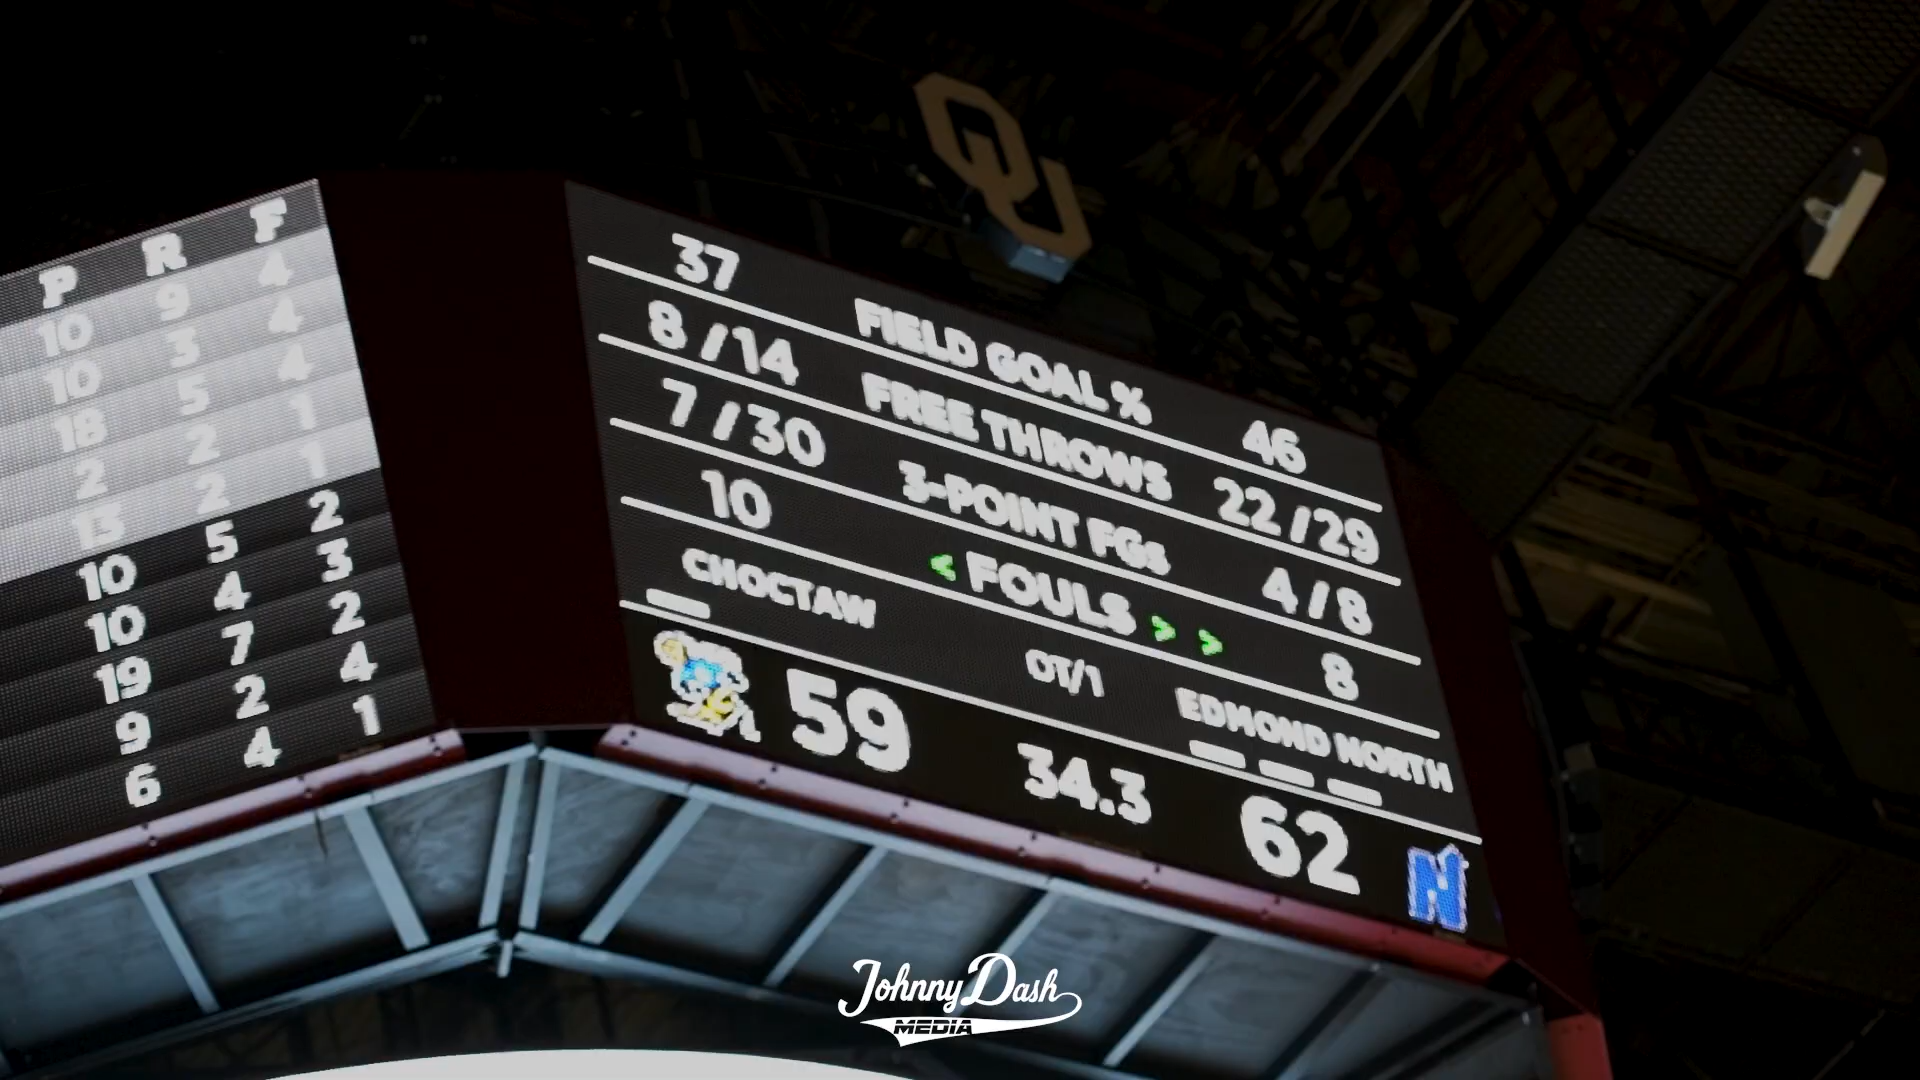 P R F
10 9 4
10 3 4
18 5 4
2 2 1
13 2 1
10 5 2
10 4 3
19 7 2
9 2 4
6 4 1
OU
37 FIELD GOAL % 46
8/14 FREE THROWS 22/29
7/30 3-POINT FGs 4/8
10 < FOULS > > 8
CHOCTAW OT/1 EDMOND NORTH
59 34.3 62 N
Johnny Dash
MEDIA